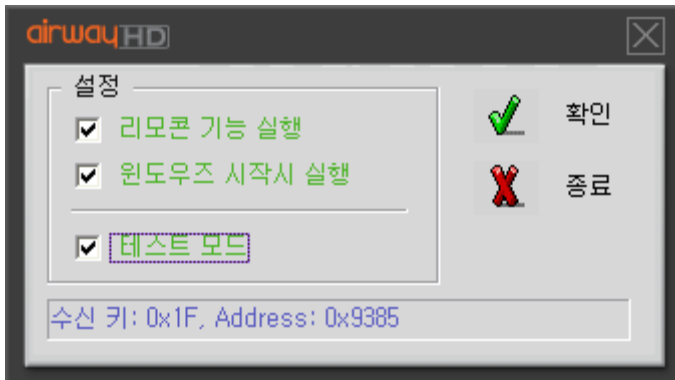 airwayHD
설정
리모콘 기능 실행
윈도우즈 시작시 실행
테스트 모드
확인
종료
수신 키: 0x1F, Address: 0x9385